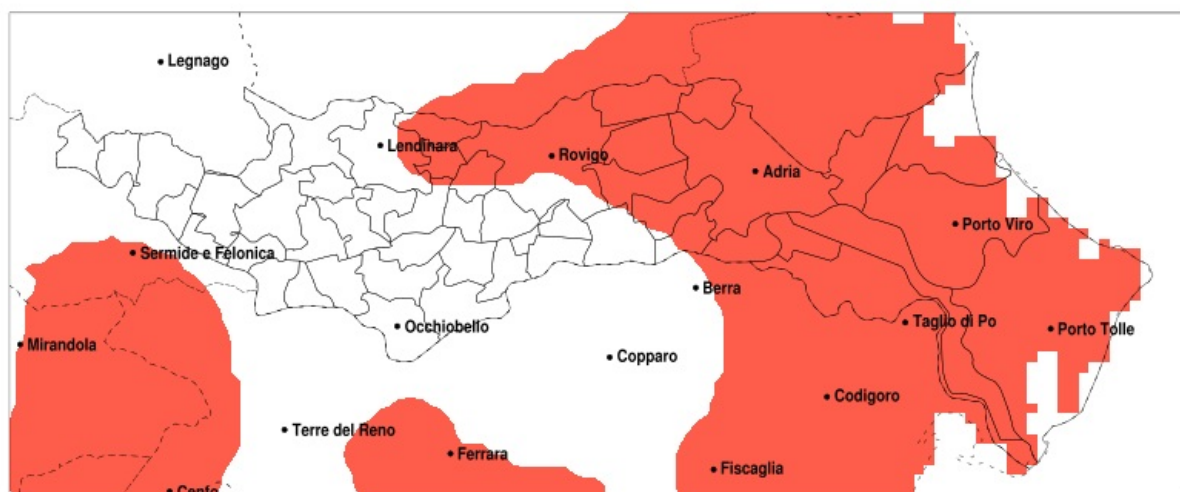 Legnago
Lendinara
Rovigo
Adria
Porto Viro
Sermide e Felonica
Berra
Taglio di Po
Porto Tolle
Occhiobello
Mirandola
Copparo
Codigoro
Terre del Reno
Ferrara
Fiscaglia